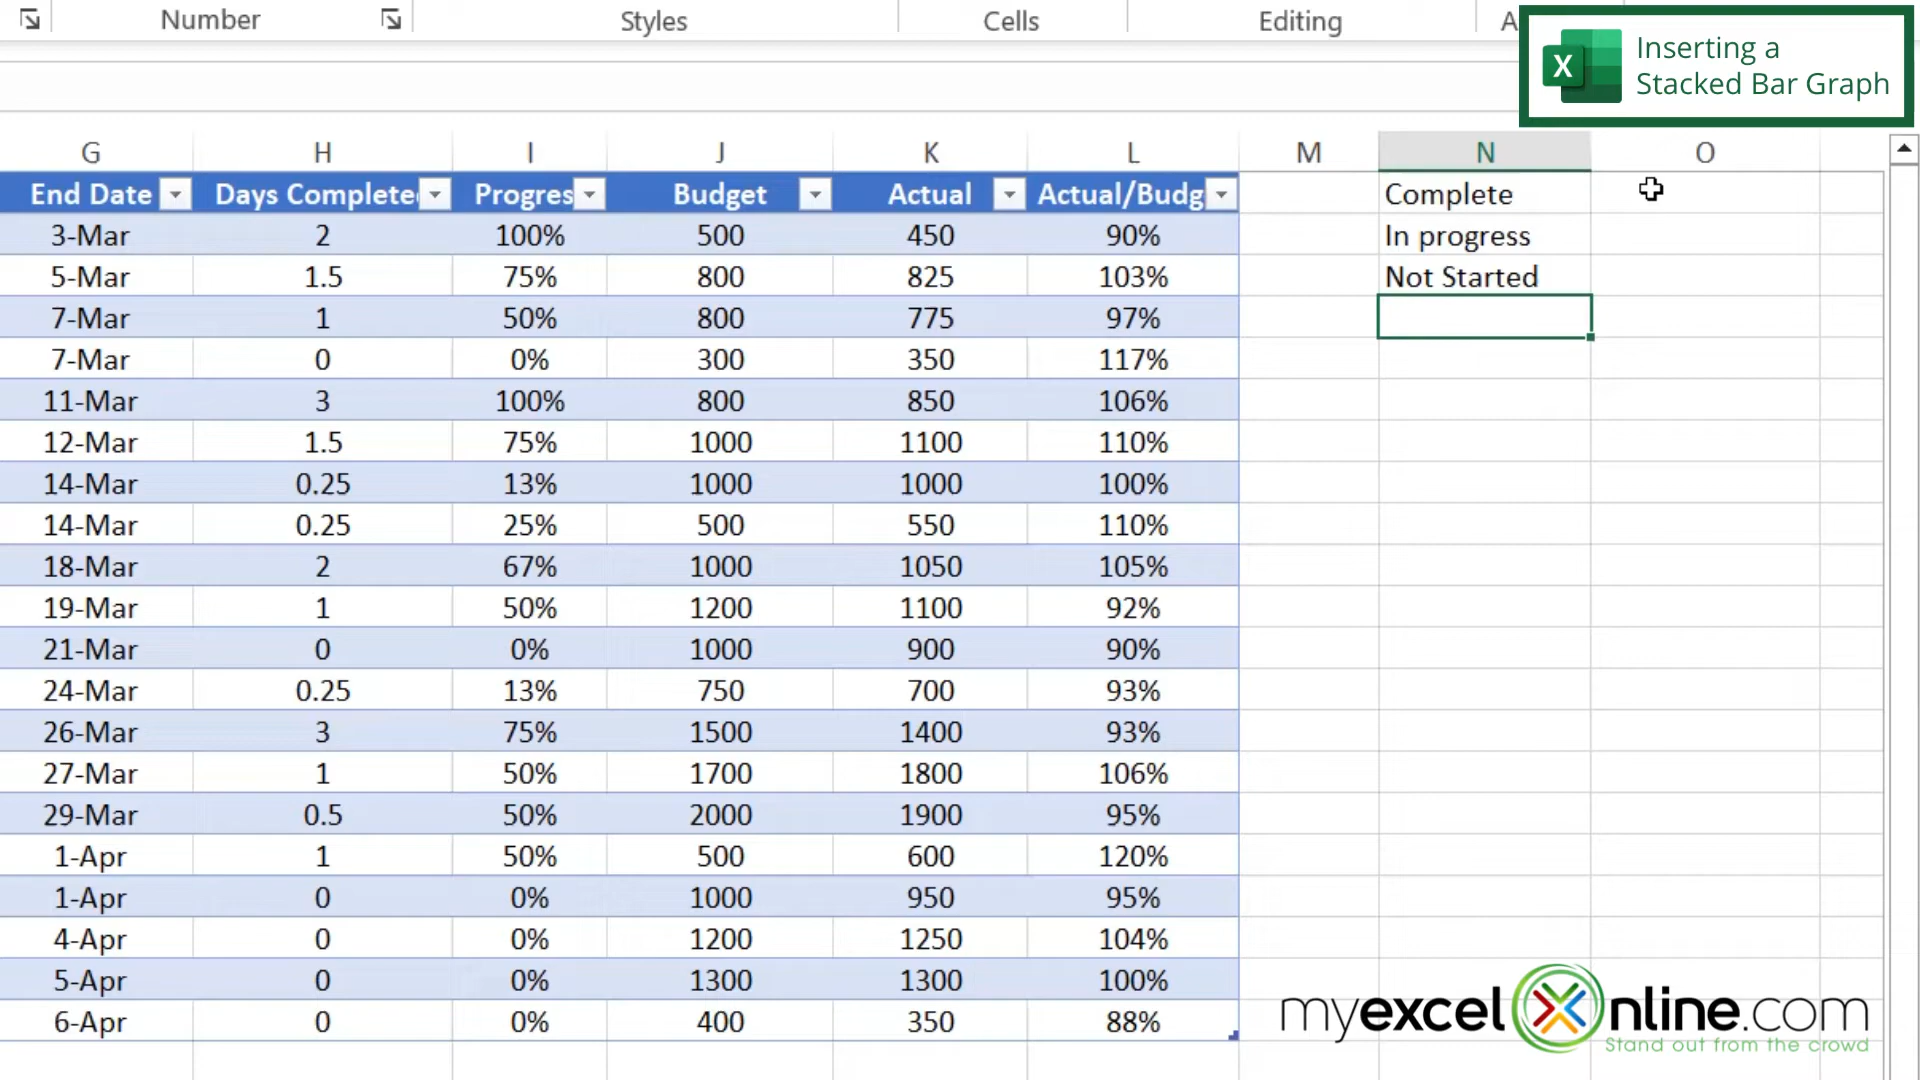 Number Styles Cells Editing A
X Inserting a
Stacked Bar Graph
G H I J K L M N O
End Date Days Complete Progres Budget Actual Actual/Budg Complete
3-Mar 2 100% 500 450 90% In progress
5-Mar 1.5 75% 800 825 103% Not Started
7-Mar 1 50% 800 775 97%
7-Mar 0 0% 300 350 117%
11-Mar 3 100% 800 850 106%
12-Mar 1.5 75% 1000 1100 110%
14-Mar 0.25 13% 1000 1000 100%
14-Mar 0.25 25% 500 550 110%
18-Mar 2 67% 1000 1050 105%
19-Mar 1 50% 1200 1100 92%
21-Mar 0 0% 1000 900 90%
24-Mar 0.25 13% 750 700 93%
26-Mar 3 75% 1500 1400 93%
27-Mar 1 50% 1700 1800 106%
29-Mar 0.5 50% 2000 1900 95%
1-Apr 1 50% 500 600 120%
1-Apr 0 0% 1000 950 95%
4-Apr 0 0% 1200 1250 104%
5-Apr 0 0% 1300 1300 100%
6-Apr 0 0% 400 350 88%
myexcelOnline.com
Stand out from the crowd